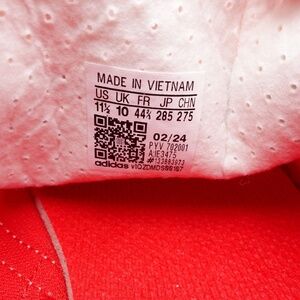 MADE IN VIETNAM
US UK FR JP CHN
11½ 10 44⅔ 285 275
02/24
PYV 702001
AIE3475
adidas